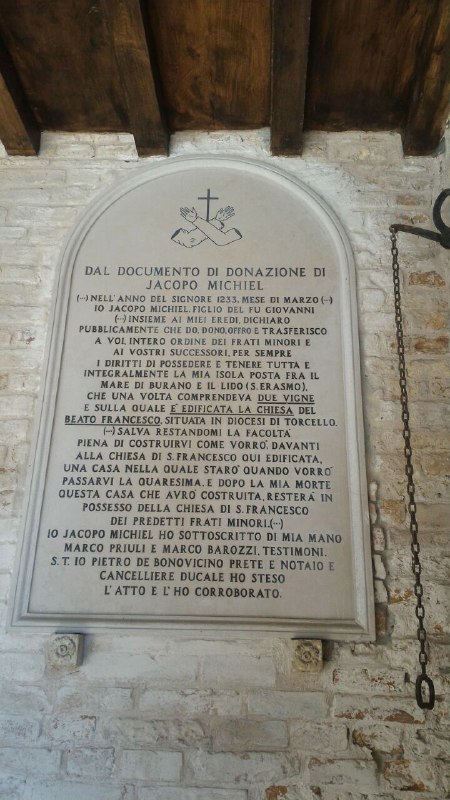 DAL DOCUMENTO DI DONAZIONE DI
JACOPO MICHIEL
(··) NELL'ANNO DEL SIGNORE 1233, MESE DI MARZO (··)
IO JACOPO MICHIEL, FIGLIO DEL FU GIOVANNI
(··) INSIEME AI MIEI EREDI, DICHIARO
PUBBLICAMENTE CHE DO, DONO, OFFRO E TRASFERISCO
A VOI, INTERO ORDINE DEI FRATI MINORI E
AI VOSTRI SUCCESSORI, PER SEMPRE
I DIRITTI DI POSSEDERE E TENERE TUTTA E
INTEGRALMENTE LA MIA ISOLA POSTA FRA IL
MARE DI BURANO E IL LIDO (S. ERASMO),
CHE UNA VOLTA COMPRENDEVA DUE VIGNE
E SULLA QUALE E' EDIFICATA LA CHIESA DEL
BEATO FRANCESCO, SITUATA IN DIOCESI DI TORCELLO.
(··) SALVA RESTANDOMI LA FACOLTA'
PIENA DI COSTRUIRVI COME VORRO', DAVANTI
ALLA CHIESA DI S. FRANCESCO QUI EDIFICATA,
UNA CASA NELLA QUALE STARO' QUANDO VORRO'
PASSARVI LA QUARESIMA. E DOPO LA MIA MORTE
QUESTA CASA CHE AVRO' COSTRUITA, RESTERA' IN
POSSESSO DELLA CHIESA DI S. FRANCESCO
DEI PREDETTI FRATI MINORI. (··)
IO JACOPO MICHIEL HO SOTTOSCRITTO DI MIA MANO
MARCO PRIULI E MARCO BAROZZI, TESTIMONI.
S. T. IO PIETRO DE BONOVICINO PRETE E NOTAIO E
CANCELLIERE DUCALE HO STESO
L'ATTO E L'HO CORROBORATO.